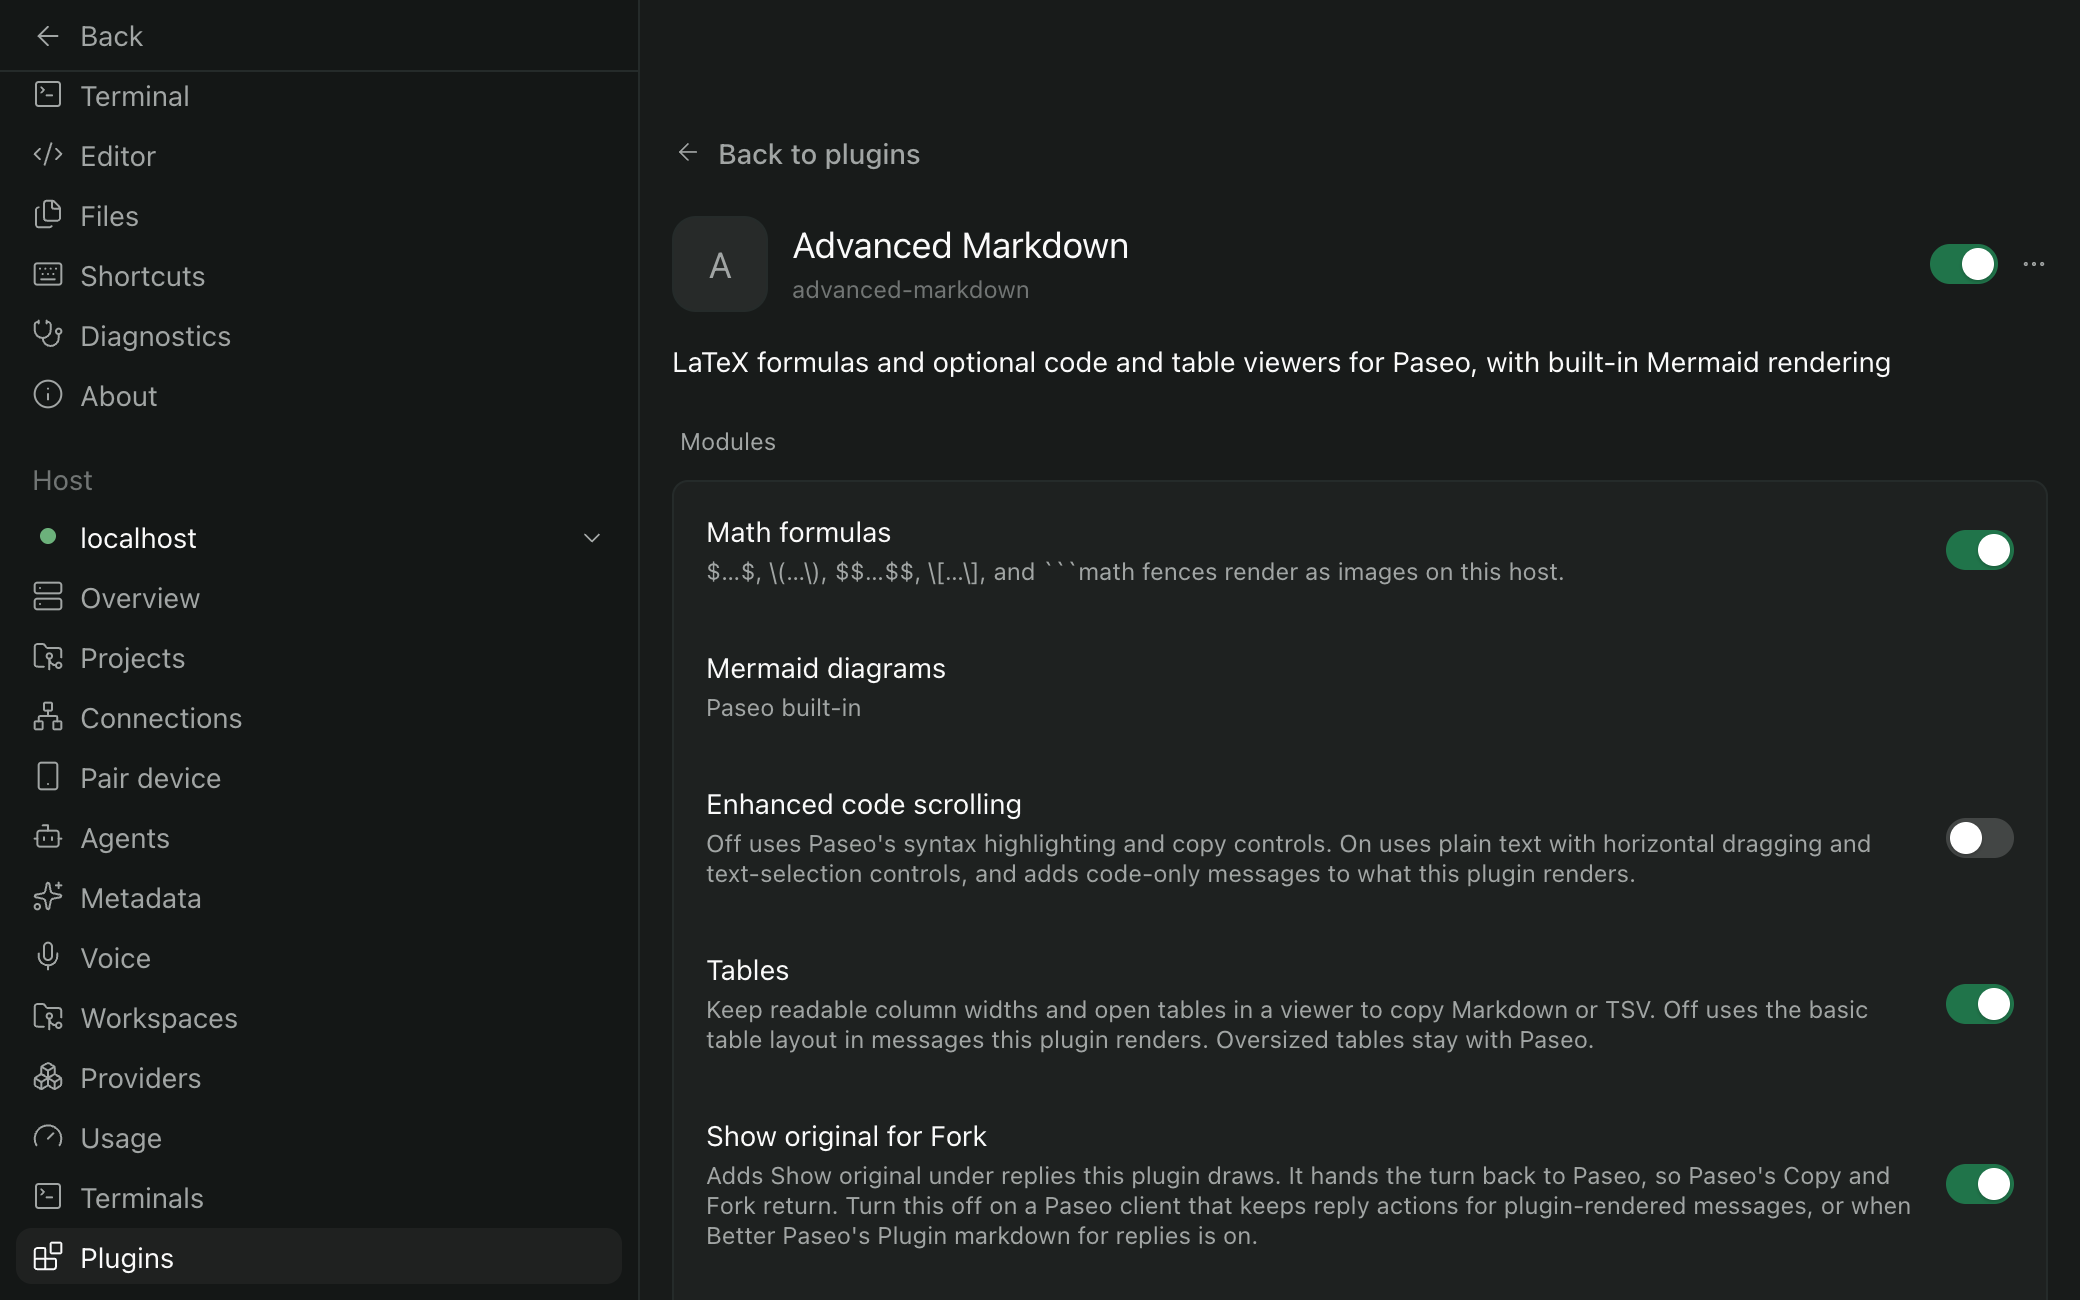 Back
Terminal
Editor
Files
Shortcuts
Diagnostics
About
Host
localhost
Overview
Projects
Connections
Pair device
Agents
Metadata
Voice
Workspaces
Providers
Usage
Terminals
Plugins
Back to plugins
A
Advanced Markdown
advanced-markdown
LaTeX formulas and optional code and table viewers for Paseo, with built-in Mermaid rendering
Modules
Math formulas
$…$, \(…\), $$…$$, \[…\], and ```math fences render as images on this host.
Mermaid diagrams
Paseo built-in
Enhanced code scrolling
Off uses Paseo's syntax highlighting and copy controls. On uses plain text with horizontal dragging and
text-selection controls, and adds code-only messages to what this plugin renders.
Tables
Keep readable column widths and open tables in a viewer to copy Markdown or TSV. Off uses the basic
table layout in messages this plugin renders. Oversized tables stay with Paseo.
Show original for Fork
Adds Show original under replies this plugin draws. It hands the turn back to Paseo, so Paseo's Copy and
Fork return. Turn this off on a Paseo client that keeps reply actions for plugin-rendered messages, or when
Better Paseo's Plugin markdown for replies is on.